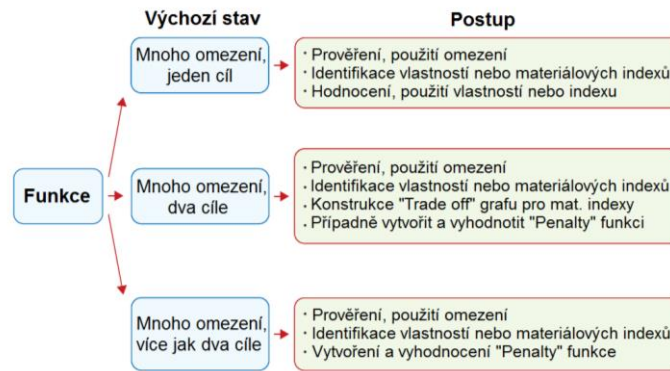 Výchozí stav
Postup
Mnoho omezení,
jeden cíl
· Prověření, použití omezení
· Identifikace vlastností nebo materiálových indexů
· Hodnocení, použití vlastností nebo indexu
Funkce
Mnoho omezení,
dva cíle
· Prověření, použití omezení
· Identifikace vlastností nebo materiálových indexů
· Konstrukce "Trade off" grafu pro mat. indexy
· Případně vytvořit a vyhodnotit "Penalty" funkci
Mnoho omezení,
více jak dva cíle
· Prověření, použití omezení
· Identifikace vlastností nebo materiálových indexů
· Vytvoření a vyhodnocení "Penalty" funkce